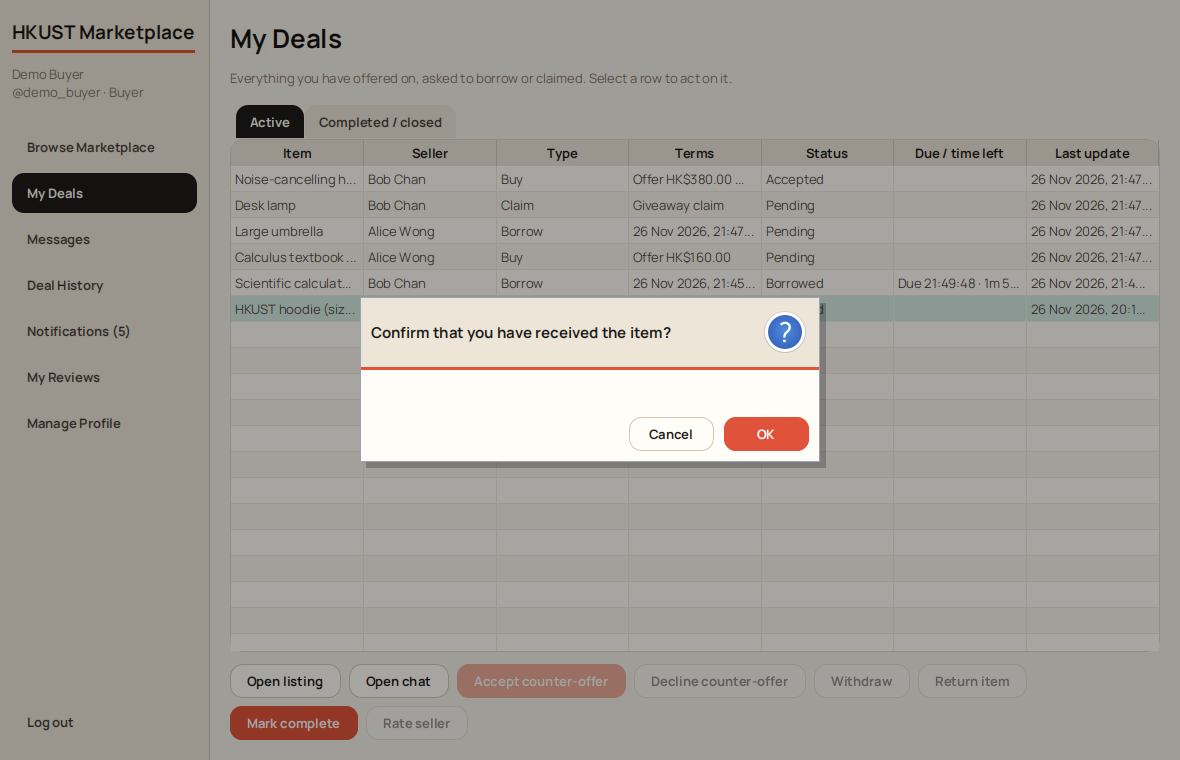 HKUST Marketplace
Demo Buyer
@demo_buyer · Buyer
Browse Marketplace
My Deals
Messages
Deal History
Notifications (5)
My Reviews
Manage Profile
Log out
My Deals
Everything you have offered on, asked to borrow or claimed. Select a row to act on it.
Active Completed / closed
Item Seller Type Terms Status Due / time left Last update
Noise-cancelling h... Bob Chan Buy Offer HK$380.00 ... Accepted 26 Nov 2026, 21:47...
Desk lamp Bob Chan Claim Giveaway claim Pending 26 Nov 2026, 21:47...
Large umbrella Alice Wong Borrow 26 Nov 2026, 21:47... Pending 26 Nov 2026, 21:47...
Calculus textbook ... Alice Wong Buy Offer HK$160.00 Pending 26 Nov 2026, 21:47...
Scientific calculat... Bob Chan Borrow 26 Nov 2026, 21:45... Borrowed Due 21:49:48 · 1m 5... 26 Nov 2026, 21:4...
HKUST hoodie (siz... 26 Nov 2026, 20:1...
Confirm that you have received the item?
?
Cancel OK
Open listing Open chat Accept counter-offer Decline counter-offer Withdraw Return item
Mark complete Rate seller